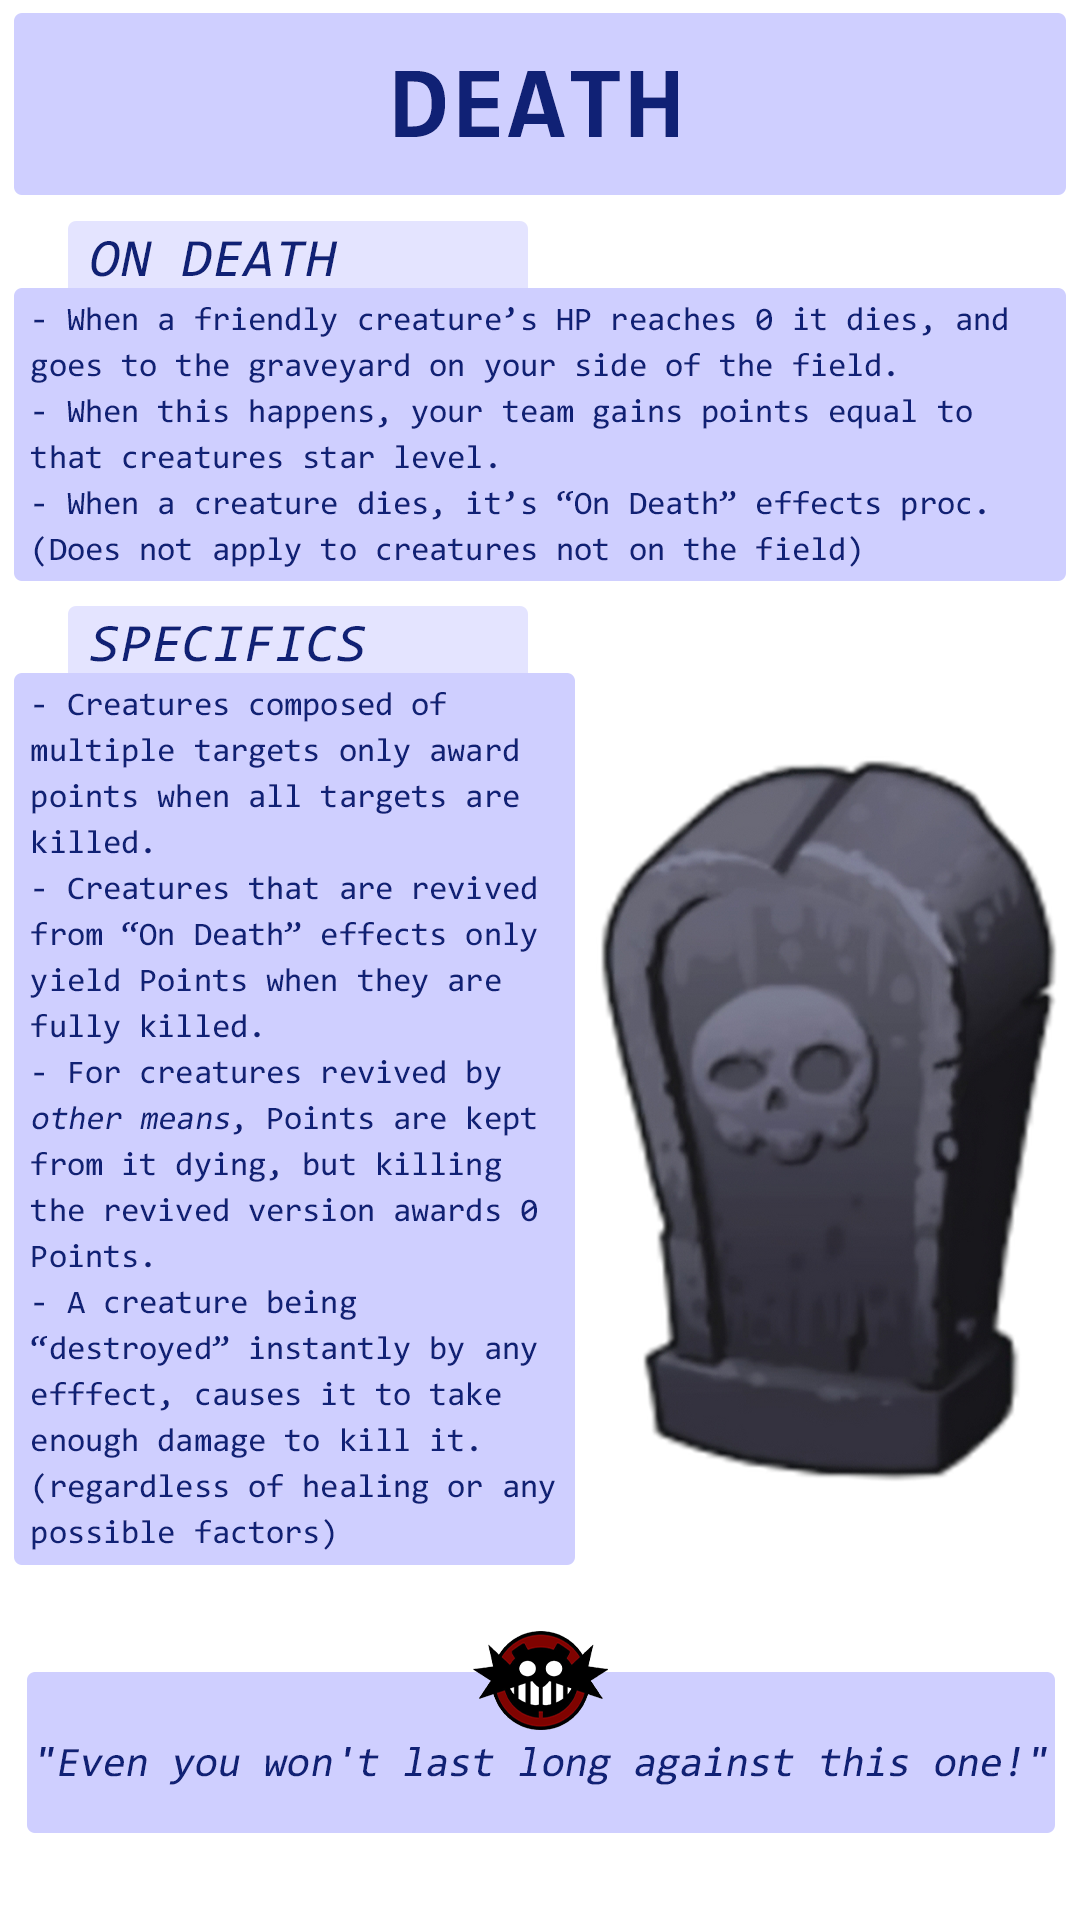 DEATH
ON DEATH
- When a friendly creature’s HP reaches 0 it dies, and
goes to the graveyard on your side of the field.
- When this happens, your team gains points equal to
that creatures star level.
- When a creature dies, it’s “On Death” effects proc.
(Does not apply to creatures not on the field)
SPECIFICS
- Creatures composed of
multiple targets only award
points when all targets are
killed.
- Creatures that are revived
from “On Death” effects only
yield Points when they are
fully killed.
- For creatures revived by
other means, Points are kept
from it dying, but killing
the revived version awards 0
Points.
- A creature being
“destroyed” instantly by any
efffect, causes it to take
enough damage to kill it.
(regardless of healing or any
possible factors)
"Even you won't last long against this one!"